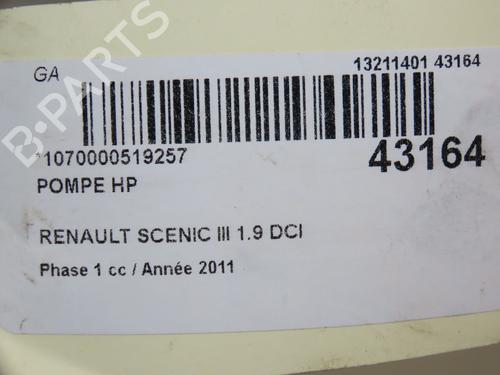 GA
13211401 43164
*1070000519257
43164
POMPE HP
RENAULT SCENIC III 1.9 DCI
Phase 1 cc / Année 2011
B-PARTS